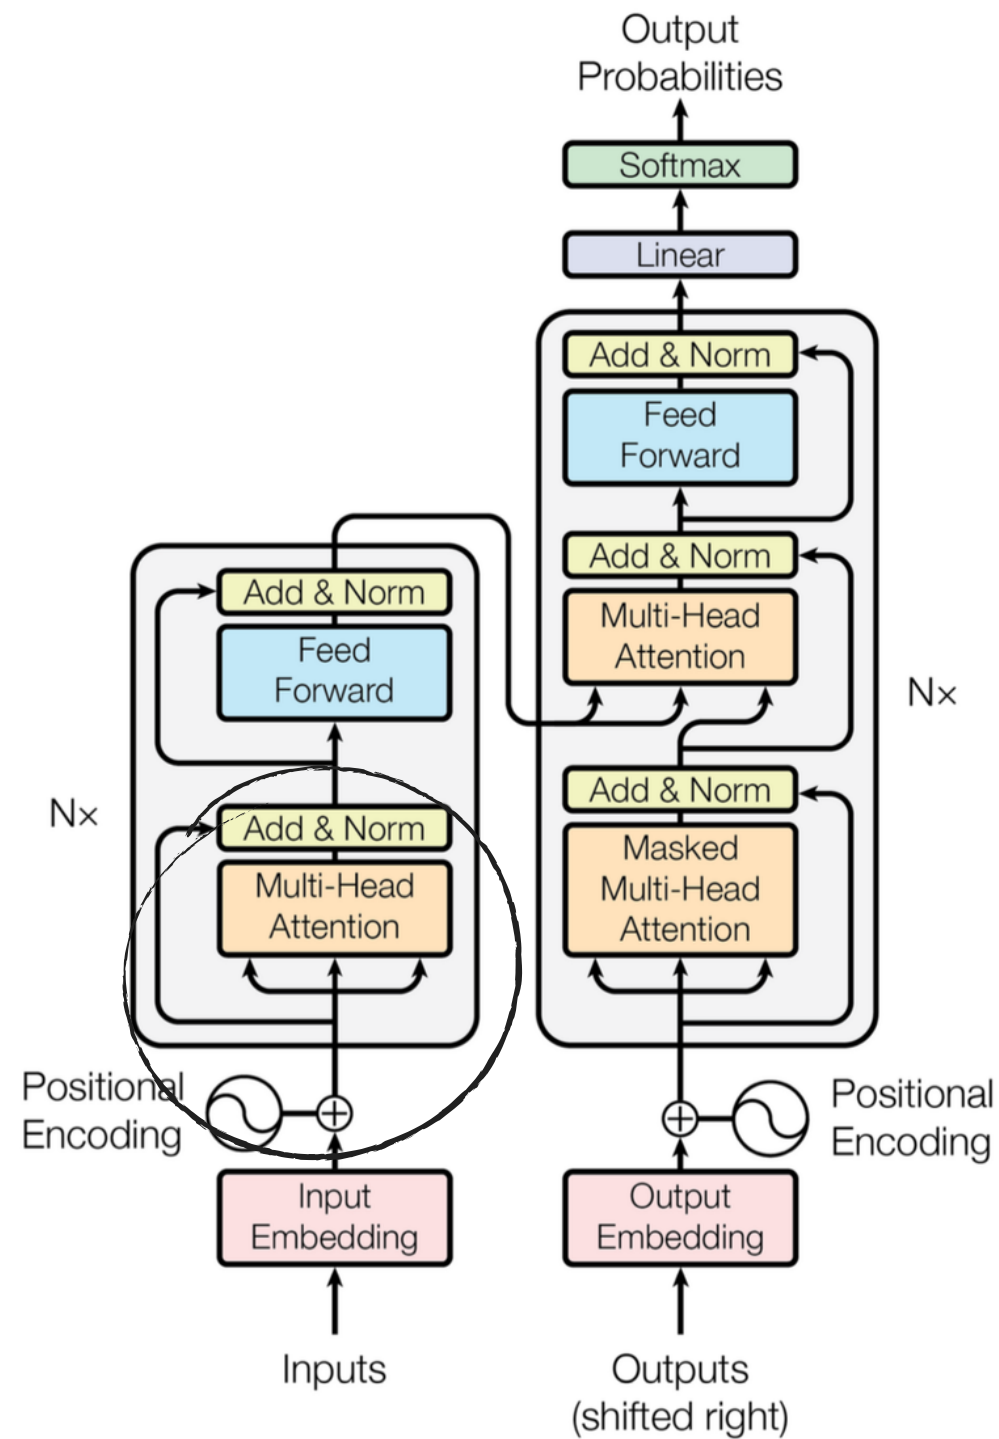 Output
Probabilities
Softmax
Linear
Add & Norm
Feed
Forward
Add & Norm
Multi-Head
Attention
Add & Norm
Masked
Multi-Head
Attention
Nx
Positional
Encoding
Output
Embedding
Outputs
(shifted right)
Add & Norm
Feed
Forward
Add & Norm
Multi-Head
Attention
Nx
Positional
Encoding
Input
Embedding
Inputs